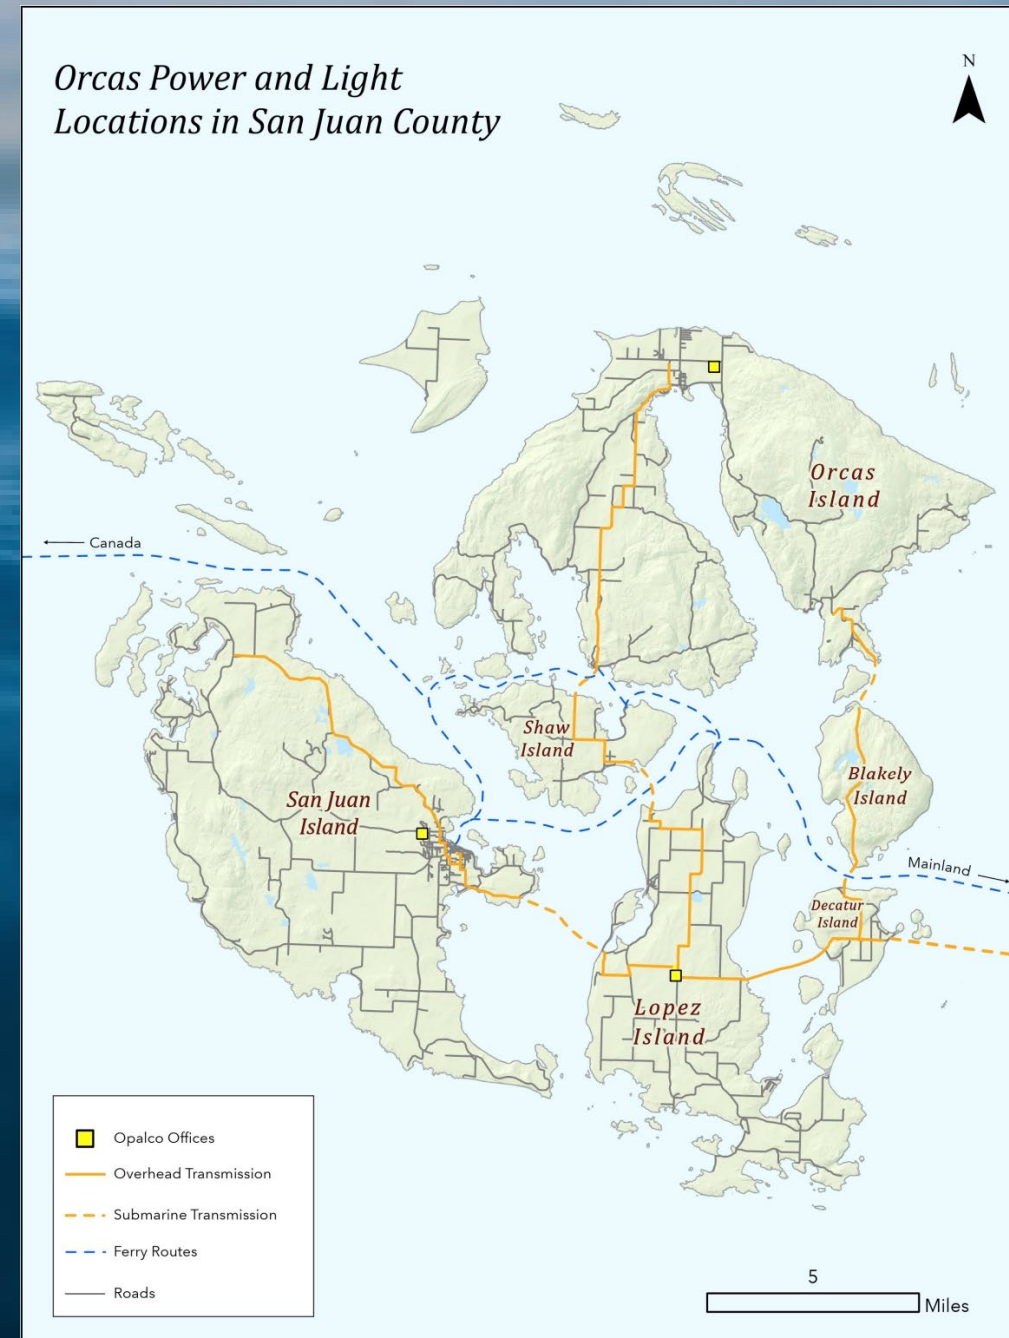 Orcas Power and Light
Locations in San Juan County
N
Orcas
Island
Canada
Shaw
Island
Blakely
Island
San Juan
Island
Mainland
Decatur
Island
Lopez
Island
Opalco Offices
Overhead Transmission
Submarine Transmission
Ferry Routes
Roads
5
Miles